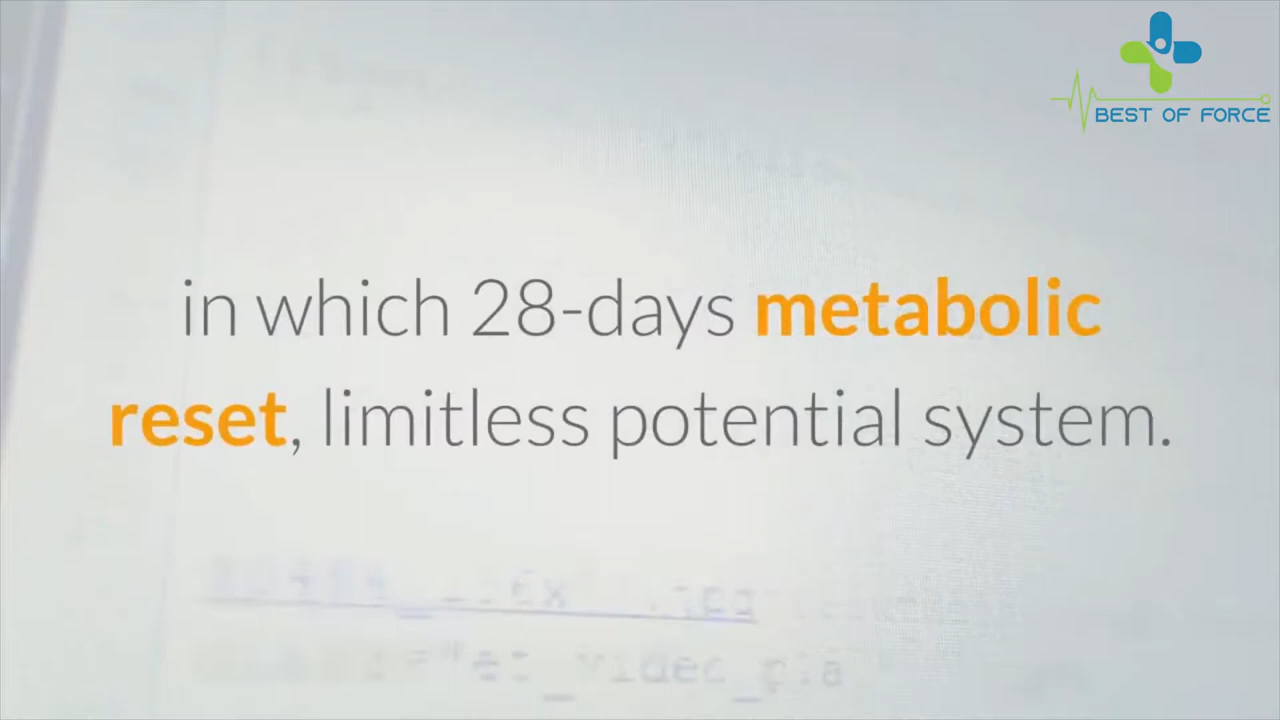 BEST OF FORCE
in which 28-days metabolic
reset, limitless potential system.